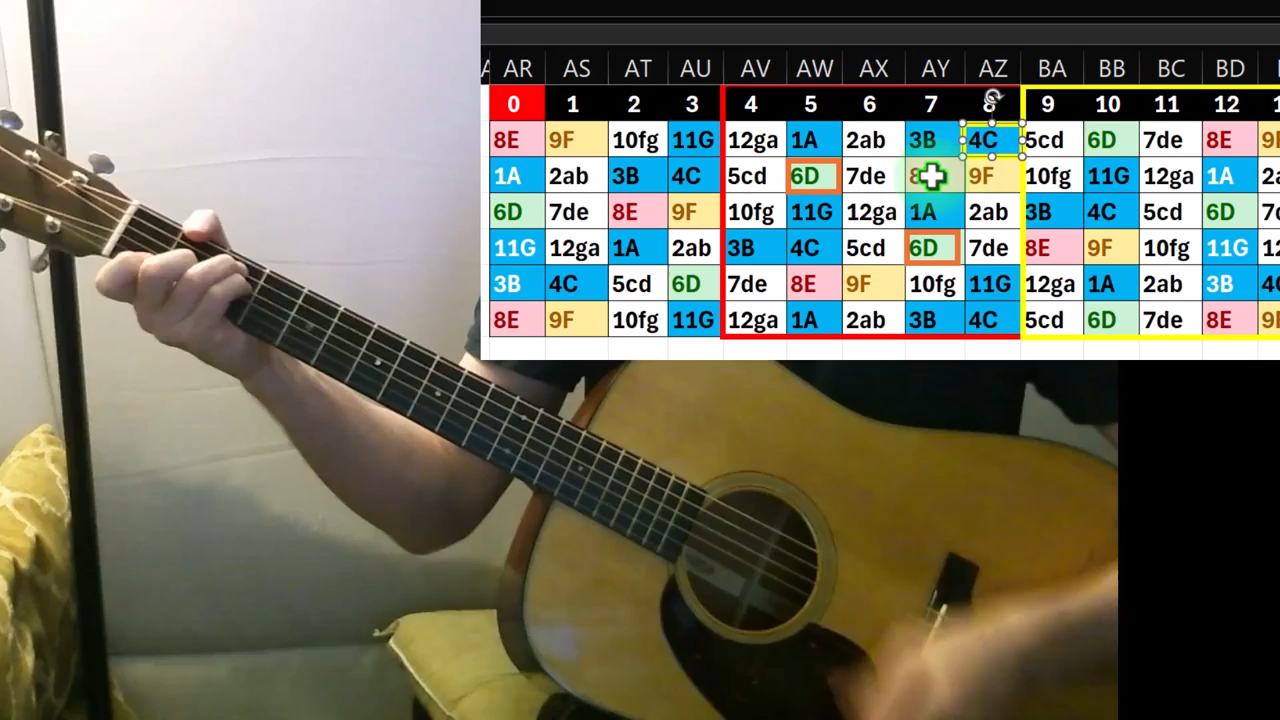 AR AS AT AU AV AW AX AY AZ BA BB BC BD
0 1 2 3 4 5 6 7 8 9 10 11 12
8E 9F 10fg 11G 12ga 1A 2ab 3B 4C 5cd 6D 7de 8E
1A 2ab 3B 4C 5cd 6D 7de 8 9F 10fg 11G 12ga 1A
6D 7de 8E 9F 10fg 11G 12ga 1A 2ab 3B 4C 5cd 6D
11G 12ga 1A 2ab 3B 4C 5cd 6D 7de 8E 9F 10fg 11G
3B 4C 5cd 6D 7de 8E 9F 10fg 11G 12ga 1A 2ab 3B
8E 9F 10fg 11G 12ga 1A 2ab 3B 4C 5cd 6D 7de 8E